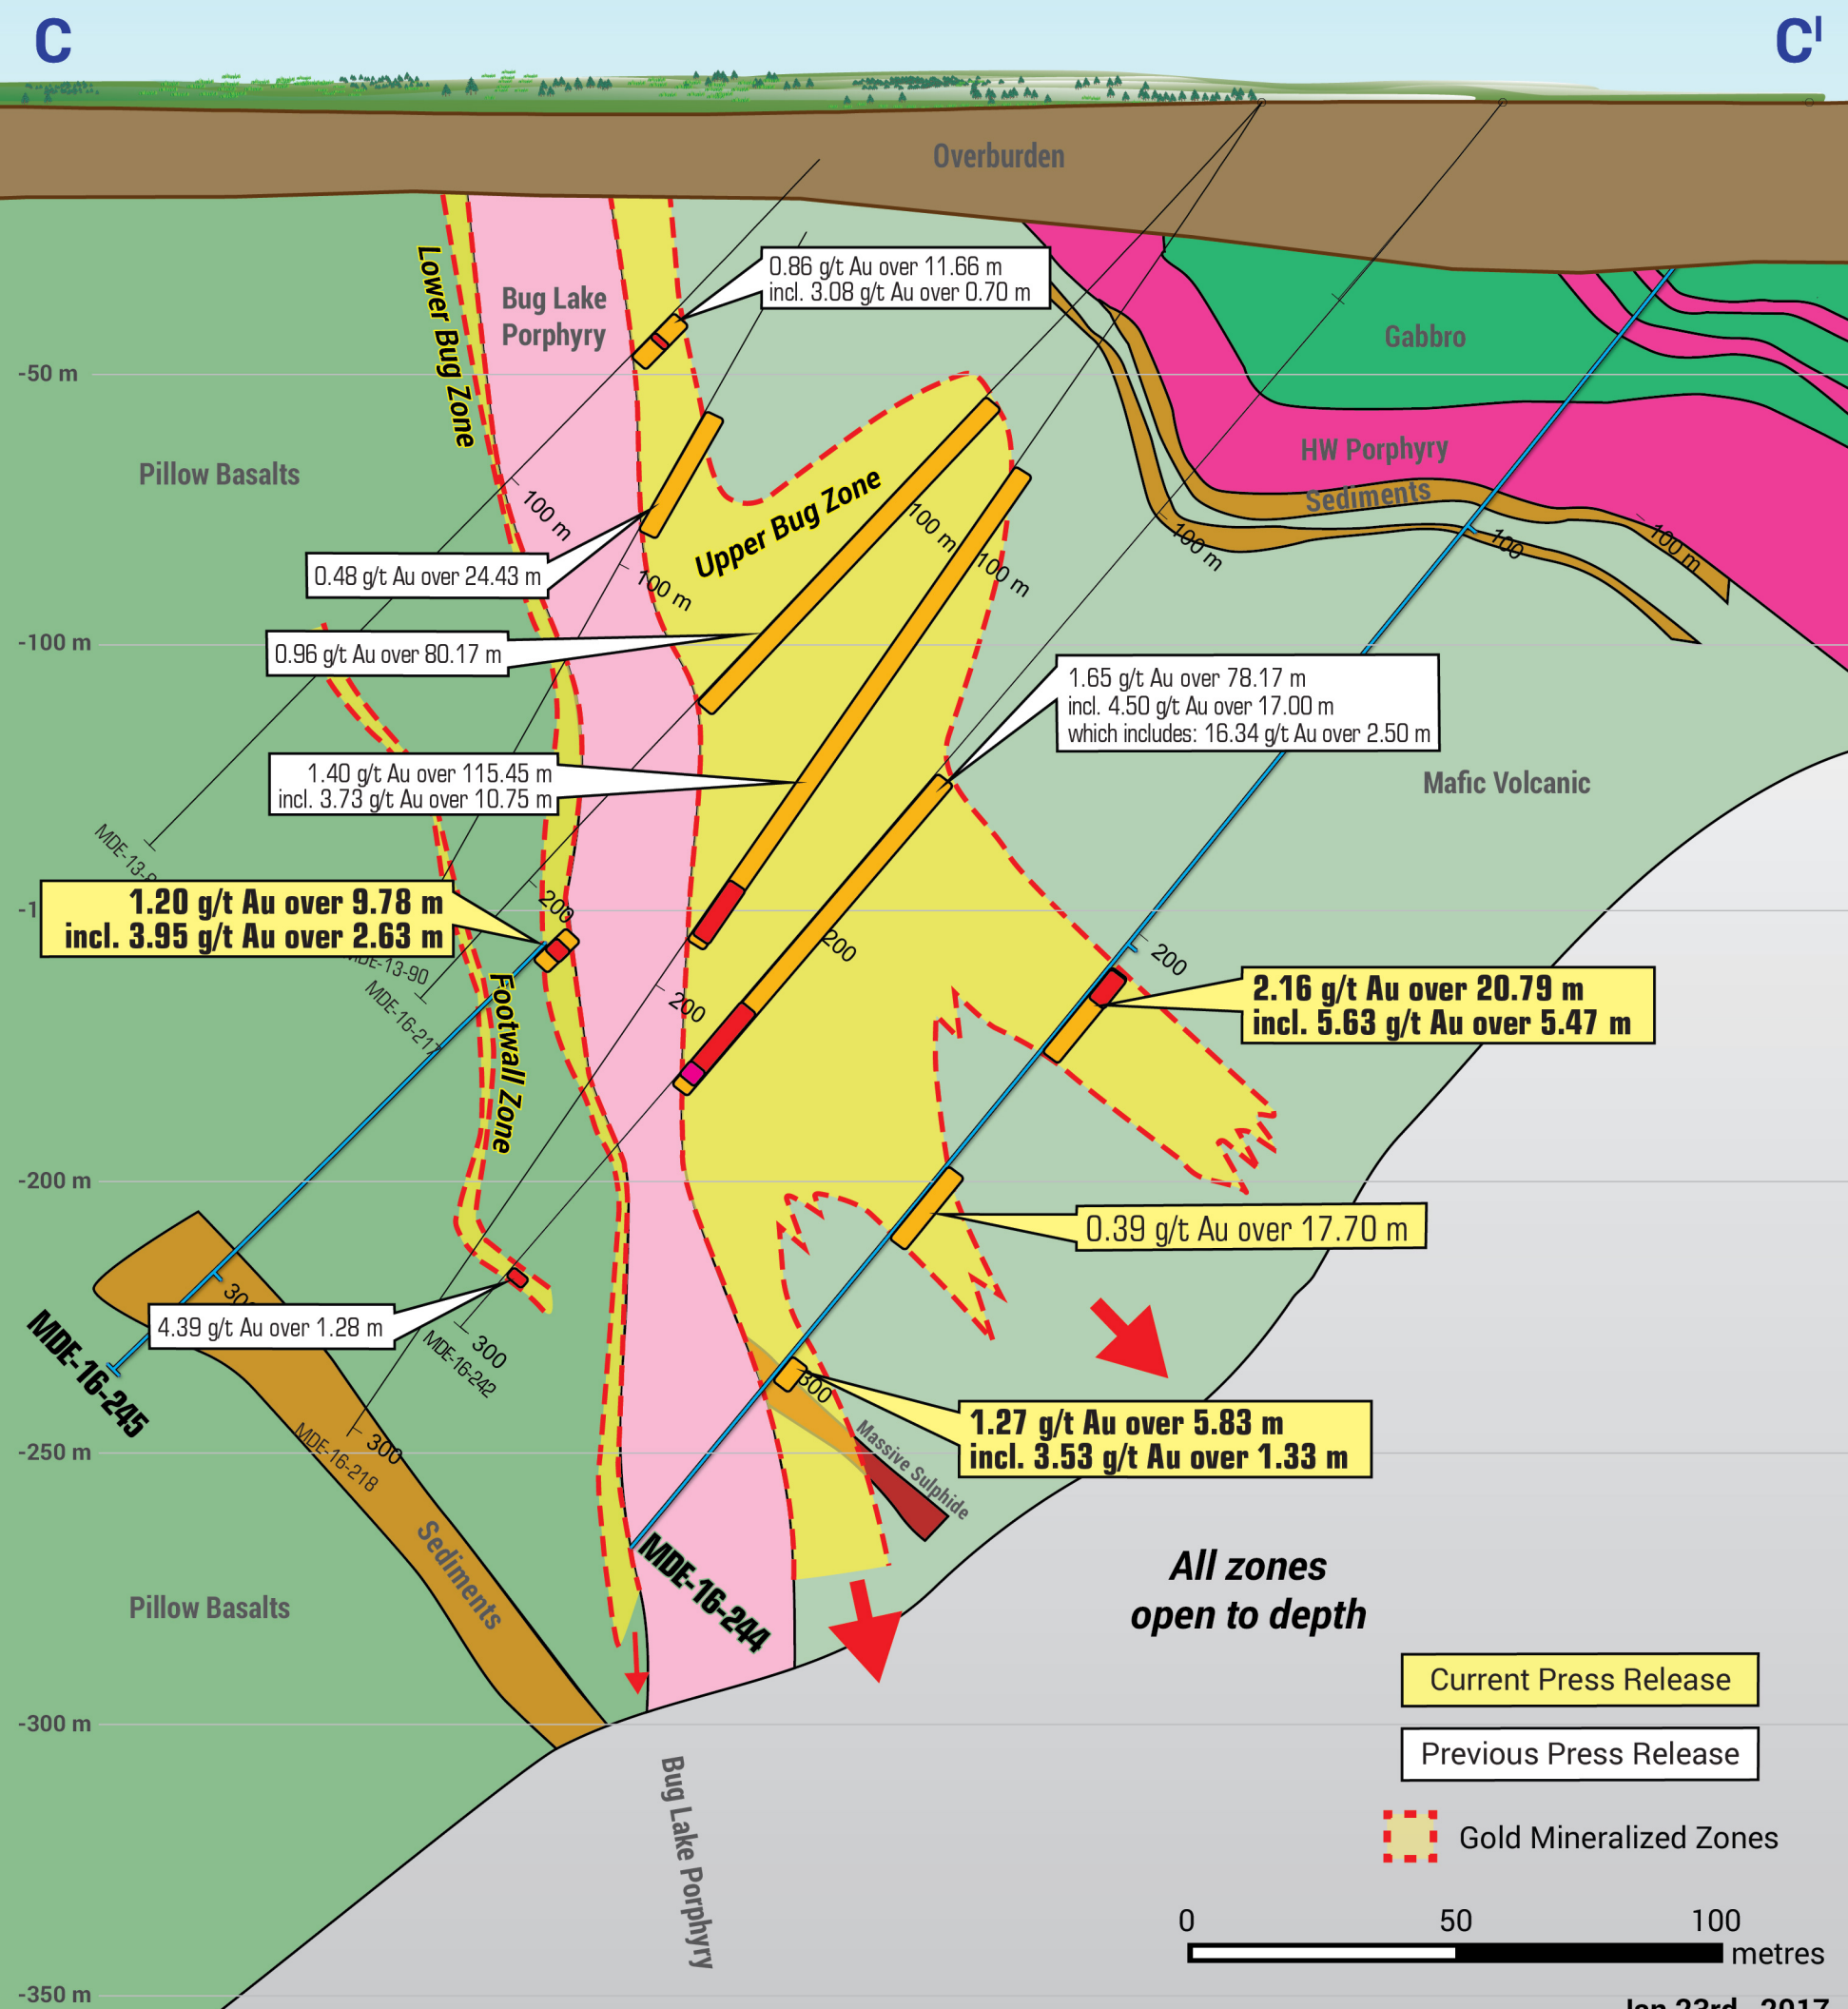 C
C|
Overburden
0.86 g/t Au over 11.66 m
incl. 3.08 g/t Au over 0.70 m
Lower Bug Zone
Bug Lake
Porphyry
Gabbro
-50 m
HW Porphyry
Pillow Basalts
Sediments
Upper Bug Zone
100 m
100 m
100 m
100 m
100
100 m
0.48 g/t Au over 24.43 m
100 m
-100 m
0.96 g/t Au over 80.17 m
1.65 g/t Au over 78.17 m
incl. 4.50 g/t Au over 17.00 m
which includes: 16.34 g/t Au over 2.50 m
1.40 g/t Au over 115.45 m
incl. 3.73 g/t Au over 10.75 m
Mafic Volcanic
MDE-13-
1.20 g/t Au over 9.78 m
incl. 3.95 g/t Au over 2.63 m
-1
200
200
200
200
MDE-13-90
MDE-16-217
Footwall Zone
2.16 g/t Au over 20.79 m
incl. 5.63 g/t Au over 5.47 m
-200 m
0.39 g/t Au over 17.70 m
300
4.39 g/t Au over 1.28 m
MDE-16-245
300
MDE-16-242
300
1.27 g/t Au over 5.83 m
incl. 3.53 g/t Au over 1.33 m
-250 m
300
MDE-16-218
Massive Sulphide
Sediments
MDE-16-244
All zones
open to depth
Pillow Basalts
Current Press Release
-300 m
Previous Press Release
Bug Lake Porphyry
Gold Mineralized Zones
0 50 100
metres
-350 m
Jan 23rd, 2017